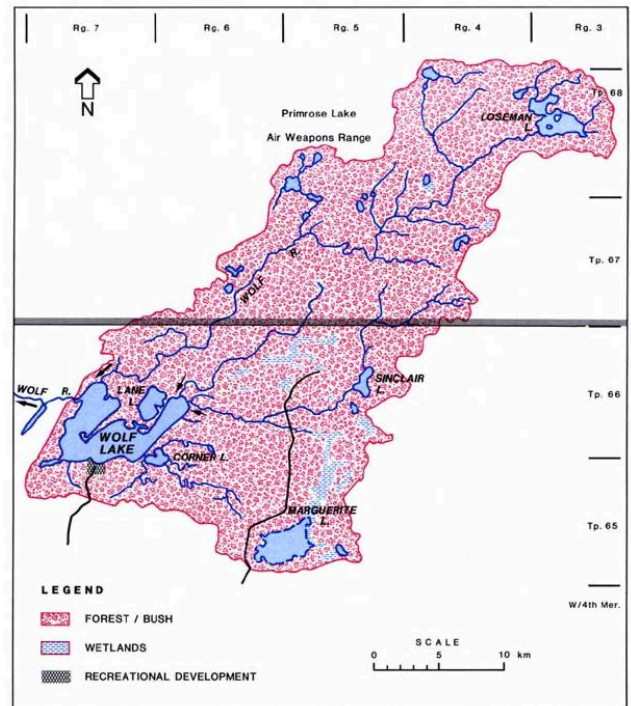 Rg. 7
Rg. 6
Rg. 5
Rg. 4
Rg. 3
Tp. 68
N
Primrose Lake
Air Weapons Range
LOSEMAN
L.
Tp. 67
WOLF R.
WOLF R.
LANE
L.
SINCLAIR
L.
Tp. 66
WOLF
LAKE
CORNER L.
MARGUERITE
L.
Tp. 65
LEGEND
W/4th Mer.
FOREST / BUSH
WETLANDS
RECREATIONAL DEVELOPMENT
SCALE
0 5 10 km